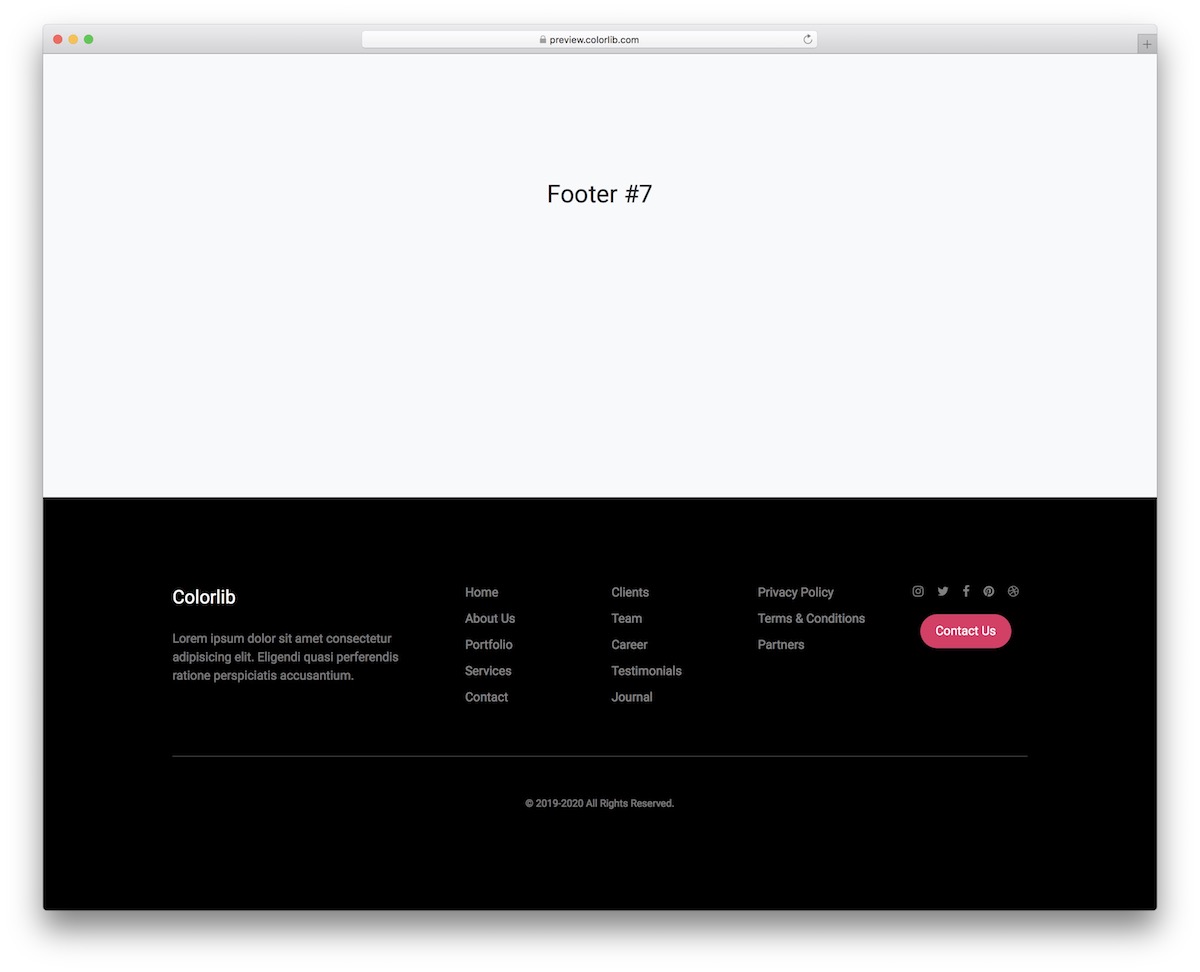 preview.colorlib.com
Footer #7
Colorlib
Lorem ipsum dolor sit amet consectetur
adipisicing elit. Eligendi quasi perferendis
ratione perspiciatis accusantium.
Home
About Us
Portfolio
Services
Contact
Clients
Team
Career
Testimonials
Journal
Privacy Policy
Terms & Conditions
Partners
Contact Us
© 2019-2020 All Rights Reserved.